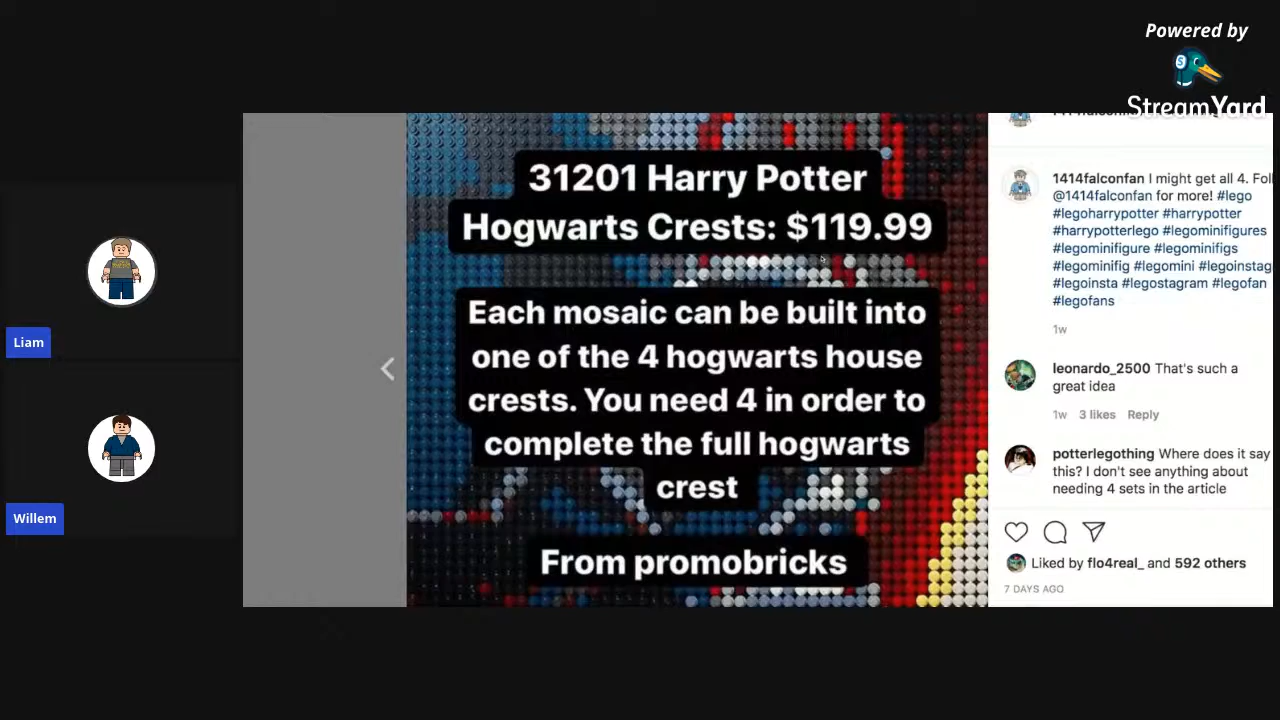 Powered by
StreamYard
Liam
Willem
31201 Harry Potter
Hogwarts Crests: $119.99
Each mosaic can be built into
one of the 4 hogwarts house
crests. You need 4 in order to
complete the full hogwarts
crest
From promobricks
1414falconfan I might get all 4. Fol
@1414falconfan for more! #lego
#legoharrypotter #harrypotter
#harrypotterlego #legominifigures
#legominifigure #legominifigs
#legominifig #legomini #legoinstag
#legoinsta #legostagram #legofan
#legofans
1w
leonardo_2500 That's such a
great idea
1w 3 likes Reply
potterlegothing Where does it say
this? I don't see anything about
needing 4 sets in the article
Liked by flo4real_ and 592 others
7 DAYS AGO